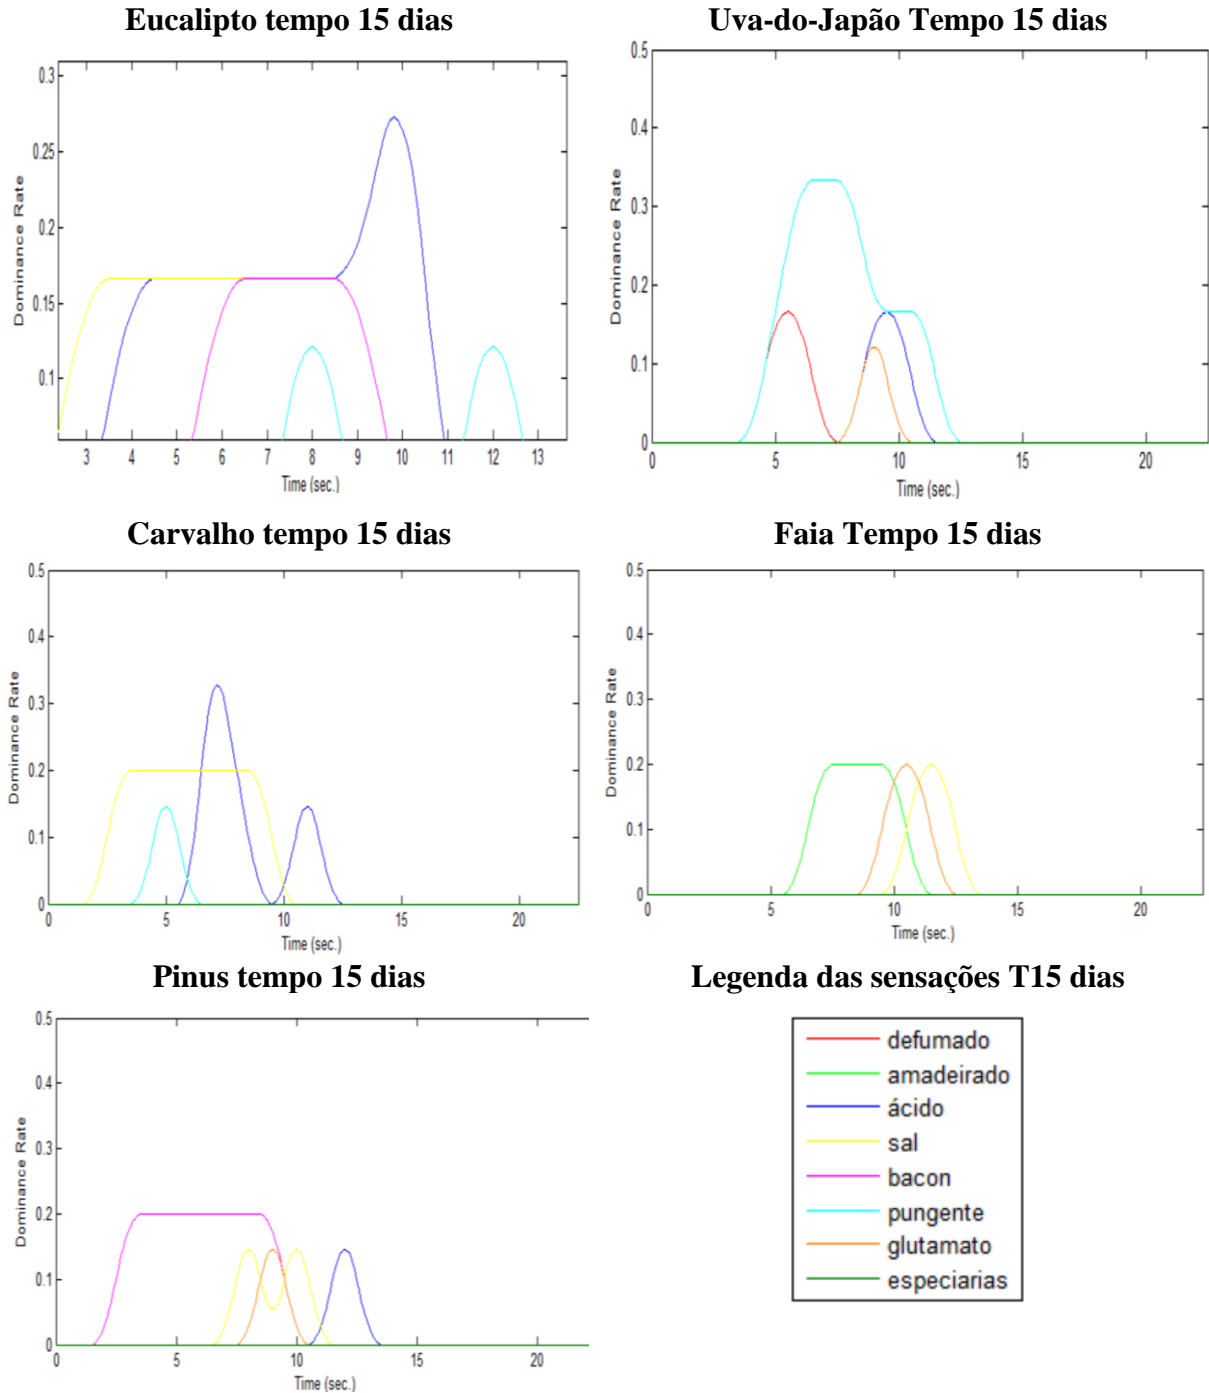 Eucalipto tempo 15 dias
Dominance Rate
0.3
0.25
0.2
0.15
0.1
3 4 5 6 7 8 9 10 11 12 13
Time (sec.)
Uva-do-Japão Tempo 15 dias
Dominance Rate
0.5
0.4
0.3
0.2
0.1
0
0 5 10 15 20
Time (sec.)
Carvalho tempo 15 dias
Dominance Rate
0.5
0.4
0.3
0.2
0.1
0
0 5 10 15 20
Time (sec.)
Faia Tempo 15 dias
Dominance Rate
0.5
0.4
0.3
0.2
0.1
0
0 5 10 15 20
Time (sec.)
Pinus tempo 15 dias
Dominance Rate
0.5
0.4
0.3
0.2
0.1
0
0 5 10 15 20
Time (sec.)
Legenda das sensações T15 dias
defumado
amadeirado
ácido
sal
bacon
pungente
glutamato
especiarias